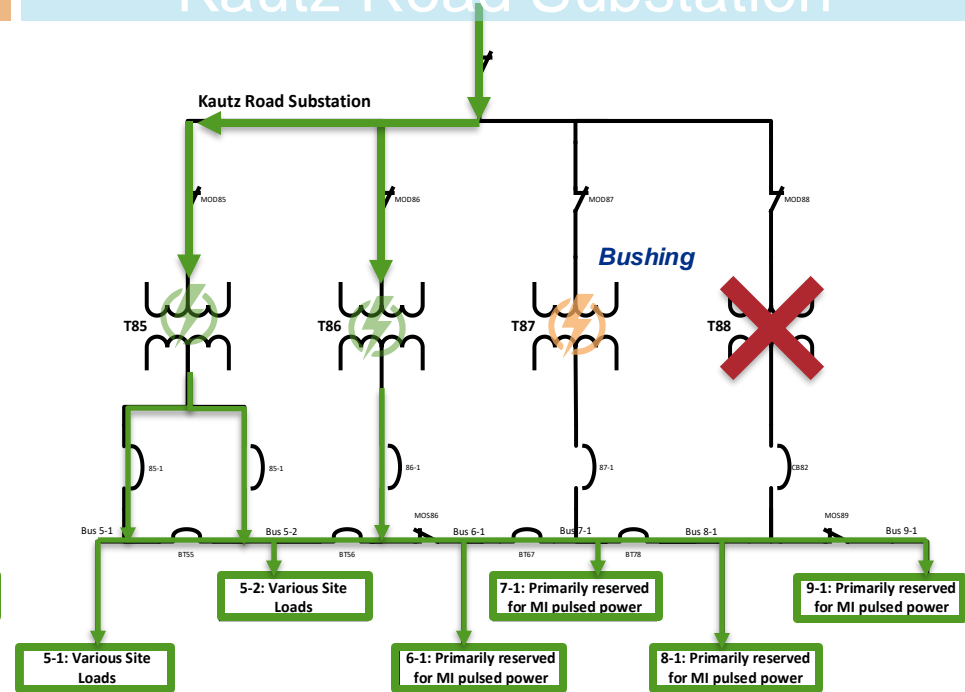 Kautz Road Substation
Kautz Road Substation
MOD85
MOD86
MOD87
MOD88
Bushing
T85
T86
T87
T88
85-1
85-1
86-1
87-1
CB82
MOS86
MOS89
Bus 5-1
Bus 5-2
Bus 6-1
Bus 7-1
Bus 8-1
Bus 9-1
BT55
BT56
BT67
BT78
5-2: Various Site
Loads
7-1: Primarily reserved
for MI pulsed power
9-1: Primarily reserved
for MI pulsed power
5-1: Various Site
Loads
6-1: Primarily reserved
for MI pulsed power
8-1: Primarily reserved
for MI pulsed power